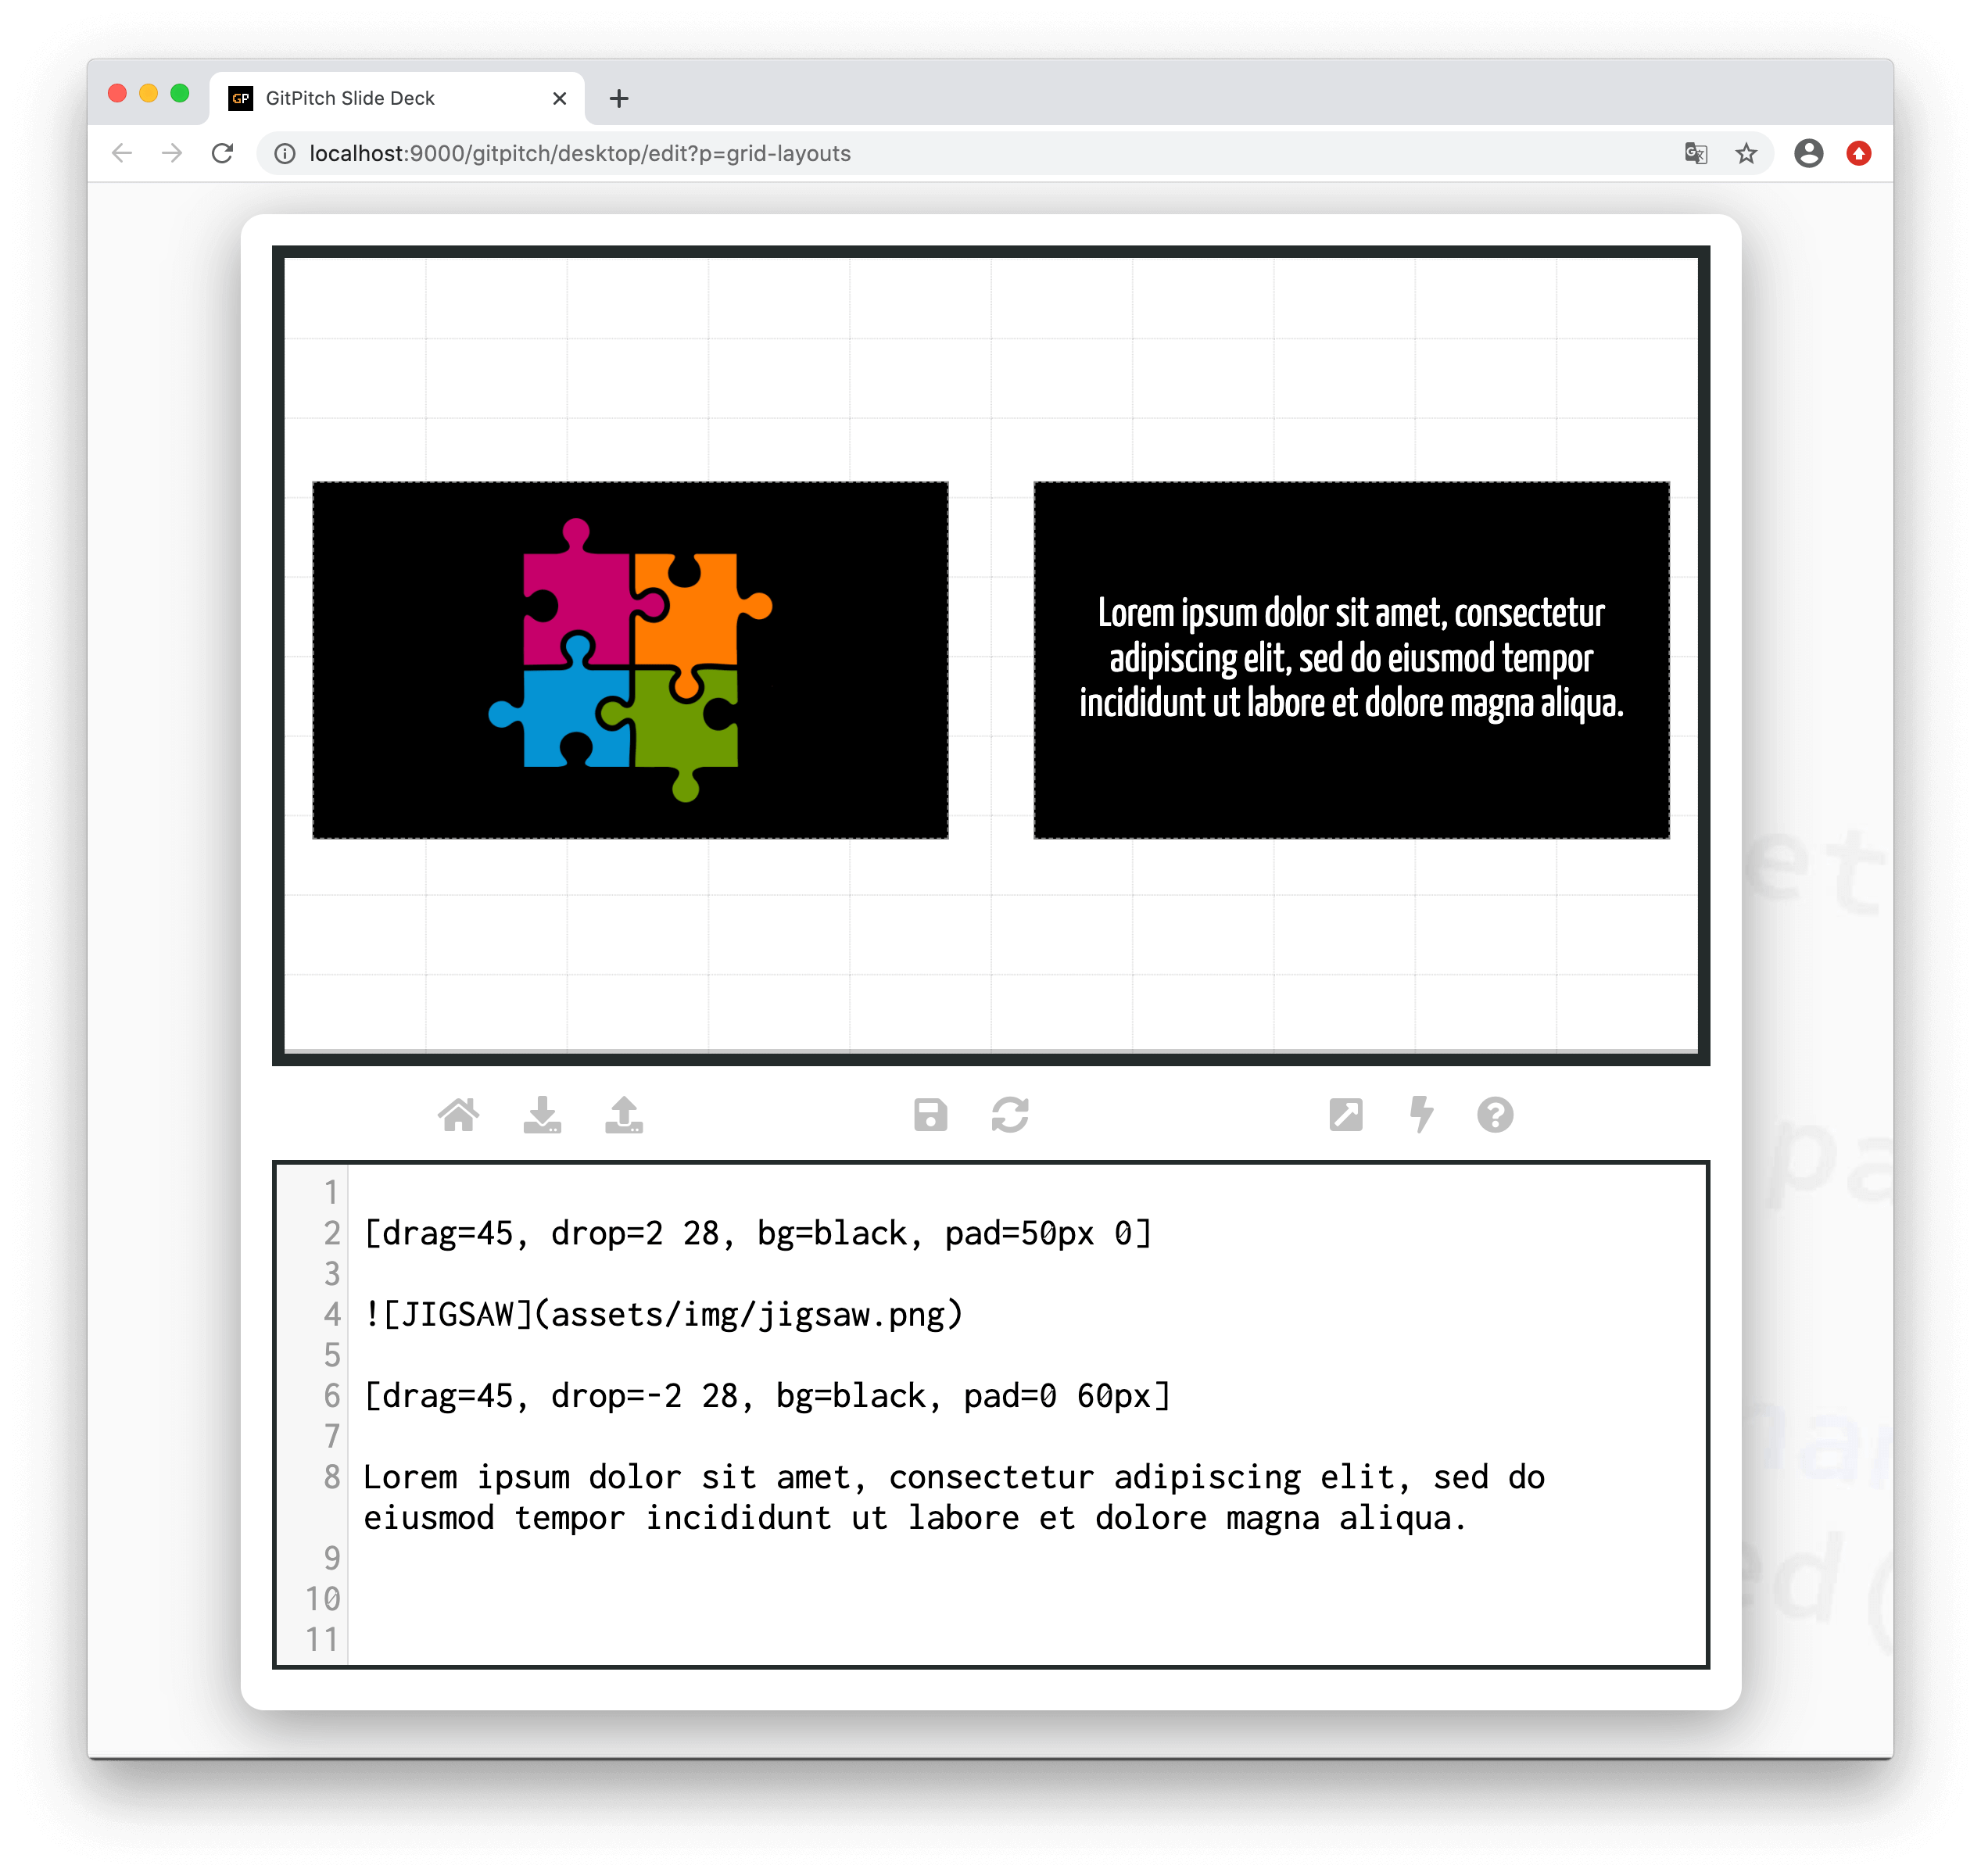 GP GitPitch Slide Deck
localhost:9000/gitpitch/desktop/edit?p=grid-layouts
Lorem ipsum dolor sit amet, consectetur
adipiscing elit, sed do eiusmod tempor
incididunt ut labore et dolore magna aliqua.
1
2 [drag=45, drop=2 28, bg=black, pad=50px 0]
3
4 ![JIGSAW](assets/img/jigsaw.png)
5
6 [drag=45, drop=-2 28, bg=black, pad=0 60px]
7
8 Lorem ipsum dolor sit amet, consectetur adipiscing elit, sed do
eiusmod tempor incididunt ut labore et dolore magna aliqua.
9
10
11